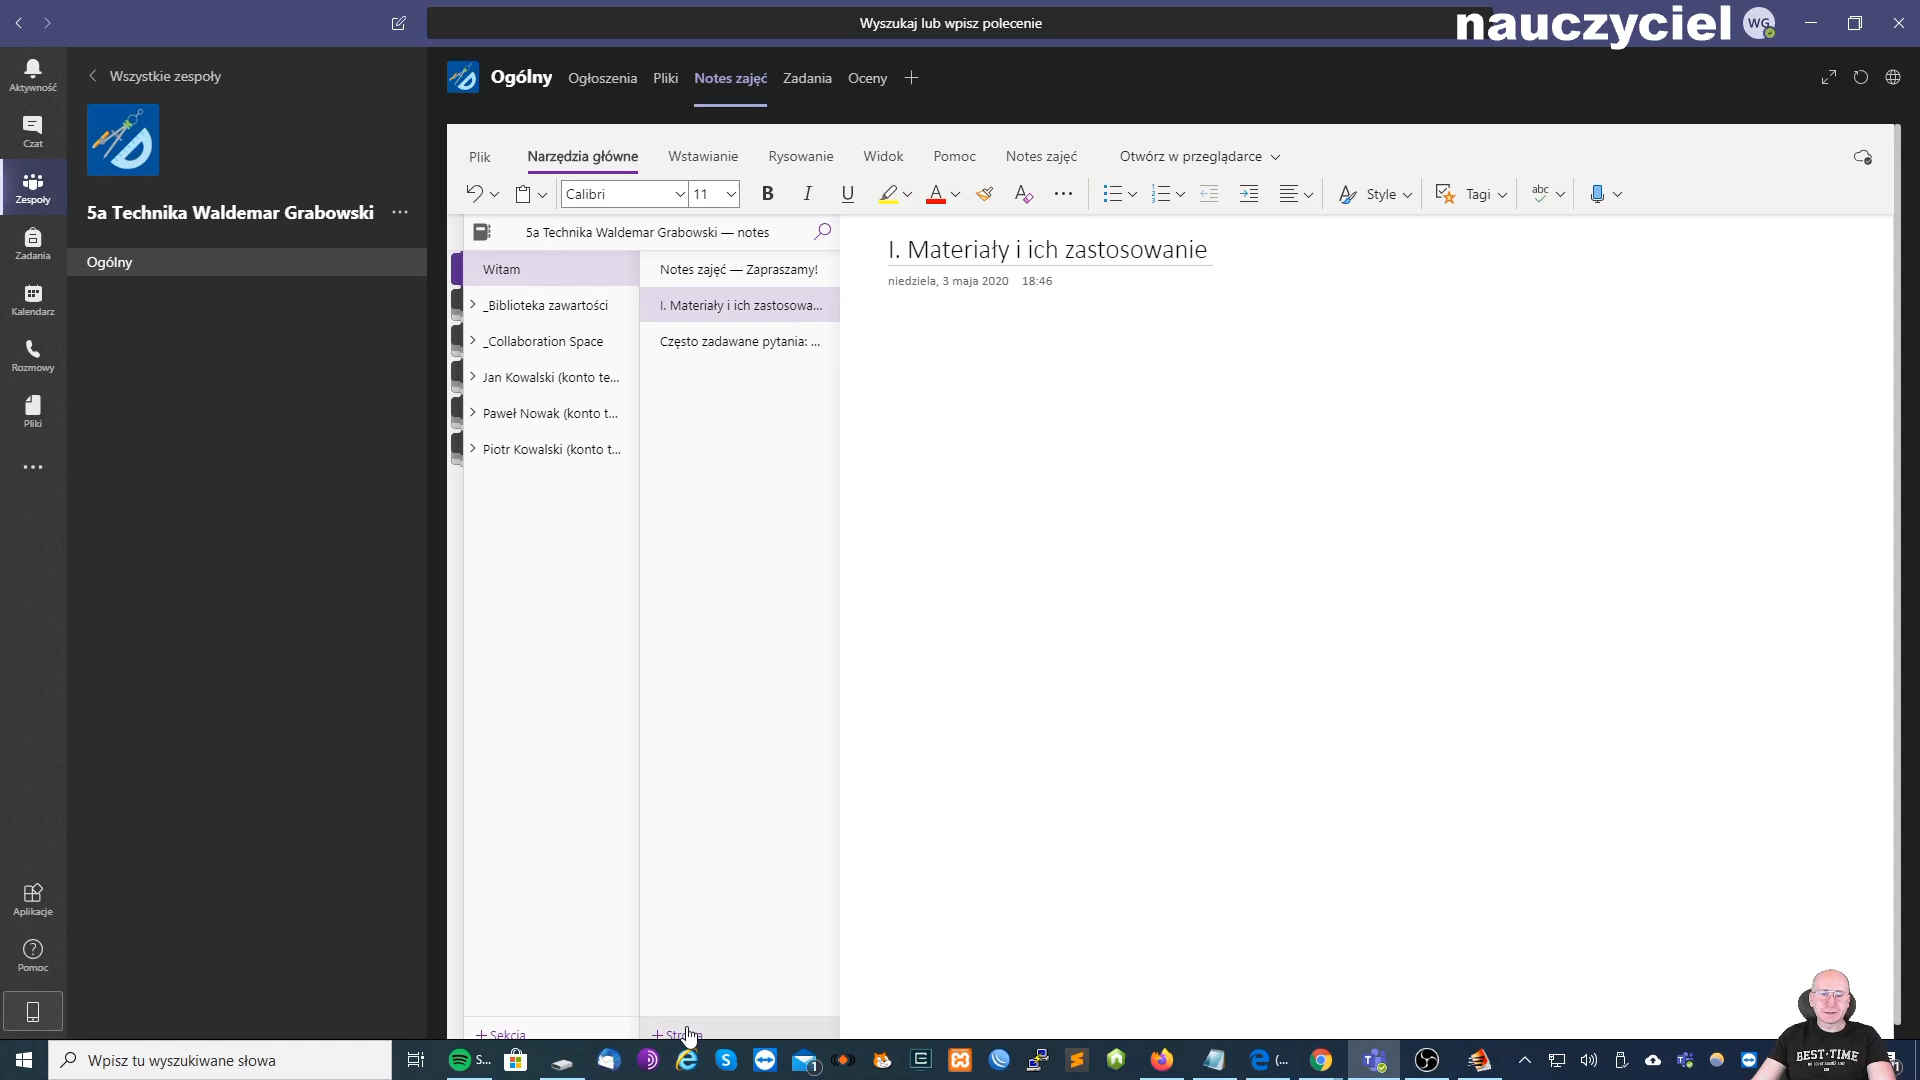 Wyszukaj lub wpisz polecenie
nauczyciel
WG
Aktywność
Czat
Zespoły
Zadania
Kalendarz
Rozmowy
Pliki
Aplikacje
Pomoc
Wszystkie zespoły
5a Technika Waldemar Grabowski
Ogólny
Ogólny Ogłoszenia Pliki Notes zajęć Zadania Oceny
Plik Narzędzia główne Wstawianie Rysowanie Widok Pomoc Notes zajęć Otwórz w przeglądarce
Calibri 11 B I U A A Style Tagi abc
5a Technika Waldemar Grabowski — notes
Witam
_Biblioteka zawartości
_Collaboration Space
Jan Kowalski (konto te...
Paweł Nowak (konto t...
Piotr Kowalski (konto t...
+ Sekcja
Notes zajęć — Zapraszamy!
I. Materiały i ich zastosowa...
Często zadawane pytania: ...
I. Materiały i ich zastosowanie
niedziela, 3 maja 2020 18:46
Wpisz tu wyszukiwane słowa
S...
1
(...
BEST·TIME